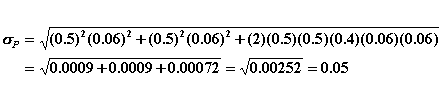 σ_P = √((0.5)²(0.06)² + (0.5)²(0.06)² + (2)(0.5)(0.5)(0.4)(0.06)(0.06))
= √(0.0009 + 0.0009 + 0.00072) = √0.00252 = 0.05